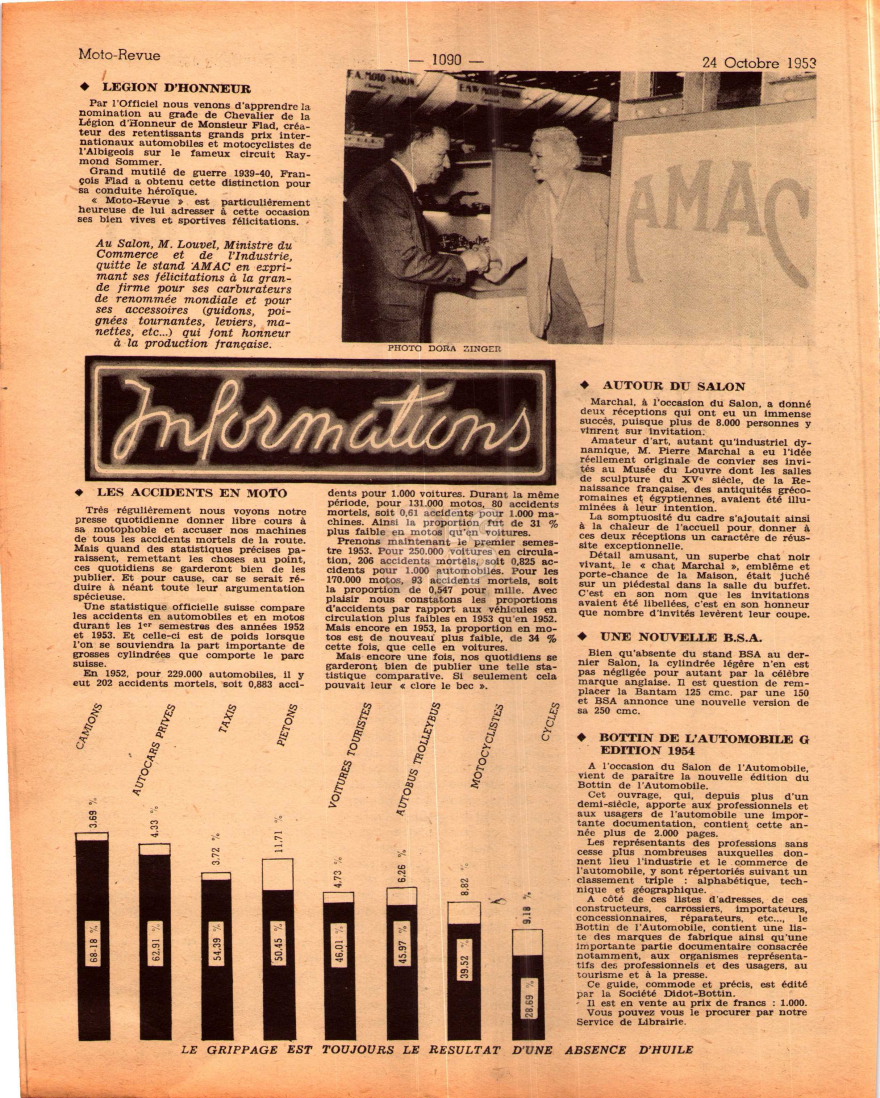 Moto-Revue
— 1090 —
24 Octobre 1953
◆ LEGION D'HONNEUR
Par l'Officiel nous venons d'apprendre la
nomination au grade de Chevalier de la
Légion d'Honneur de Monsieur Flad, créa-
teur des retentissants grands prix inter-
nationaux automobiles et motocyclistes de
l'Albigeois sur le fameux circuit Ray-
mond Sommer.
Grand mutilé de guerre 1939-40, Fran-
çois Flad a obtenu cette distinction pour
sa conduite héroïque.
« Moto-Revue » est particulièrement
heureuse de lui adresser à cette occasion
ses bien vives et sportives félicitations.
Au Salon, M. Louvel, Ministre du
Commerce et de l'Industrie,
quitte le stand AMAC en expri-
mant ses félicitations à la gran-
de firme pour ses carburateurs
de renommée mondiale et pour
ses accessoires (guidons, poi-
gnées tournantes, leviers, ma-
nettes, etc...) qui font honneur
à la production française.
AMAC
PHOTO DORA ZINGER
Informations
◆ LES ACCIDENTS EN MOTO
Très régulièrement nous voyons notre
presse quotidienne donner libre cours à
sa motophobie et accuser nos machines
de tous les accidents mortels de la route.
Mais quand des statistiques précises pa-
raissent, remettant les choses au point,
ces quotidiens se garderont bien de les
publier. Et pour cause, car se serait ré-
duire à néant toute leur argumentation
spécieuse.
Une statistique officielle suisse compare
les accidents en automobiles et en motos
durant les 1ers semestres des années 1952
et 1953. Et celle-ci est de poids lorsque
l'on se souviendra la part importante de
grosses cylindrées que comporte le parc
suisse.
En 1952, pour 229.000 automobiles, il y
eut 202 accidents mortels, soit 0,883 acci-
dents pour 1.000 voitures. Durant la même
période, pour 131.000 motos, 80 accidents
mortels, soit 0,61 accidents pour 1.000 ma-
chines. Ainsi la proportion fut de 31 %
plus faible en motos qu'en voitures.
Prenons maintenant le premier semes-
tre 1953. Pour 250.000 voitures en circula-
tion, 206 accidents mortels, soit 0,825 ac-
cidents pour 1.000 automobiles. Pour les
170.000 motos, 93 accidents mortels, soit
la proportion de 0,547 pour mille. Avec
plaisir nous constatons les proportions
d'accidents par rapport aux véhicules en
circulation plus faibles en 1953 qu'en 1952.
Mais encore en 1953, la proportion en mo-
tos est de nouveau plus faible, de 34 %
cette fois, que celle en voitures.
Mais encore une fois, nos quotidiens se
garderont bien de publier une telle sta-
tistique comparative. Si seulement cela
pouvait leur « clore le bec ».
◆ AUTOUR DU SALON
Marchal, à l'occasion du Salon, a donné
deux réceptions qui ont eu un immense
succès, puisque plus de 8.000 personnes y
vinrent sur invitation.
Amateur d'art, autant qu'industriel dy-
namique, M. Pierre Marchal a eu l'idée
réellement originale de convier ses invi-
tés au Musée du Louvre dont les salles
de sculpture du XVe siècle, de la Re-
naissance française, des antiquités gréco-
romaines et égyptiennes, avaient été illu-
minées à leur intention.
La somptuosité du cadre s'ajoutait ainsi
à la chaleur de l'accueil pour donner à
ces deux réceptions un caractère de réus-
site exceptionnelle.
Détail amusant, un superbe chat noir
vivant, le « chat Marchal », emblème et
porte-chance de la Maison, était juché
sur un piédestal dans la salle du buffet.
C'est en son nom que les invitations
avaient été libellées, c'est en son honneur
que nombre d'invités levèrent leur coupe.
◆ UNE NOUVELLE B.S.A.
Bien qu'absente du stand BSA au der-
nier Salon, la cylindrée légère n'en est
pas négligée pour autant par la célèbre
marque anglaise. Il est question de rem-
placer la Bantam 125 cmc. par une 150
et BSA annonce une nouvelle version de
sa 250 cmc.
◆ BOTTIN DE L'AUTOMOBILE G
EDITION 1954
A l'occasion du Salon de l'Automobile,
vient de paraître la nouvelle édition du
Bottin de l'Automobile.
Cet ouvrage, qui, depuis plus d'un
demi-siècle, apporte aux professionnels et
aux usagers de l'automobile une impor-
tante documentation, contient cette an-
née plus de 2.000 pages.
Les représentants des professions sans
cesse plus nombreuses auxquelles don-
nent lieu l'industrie et le commerce de
l'automobile, y sont répertoriés suivant un
classement triple : alphabétique, tech-
nique et géographique.
A côté de ces listes d'adresses, de ces
constructeurs, carrossiers, importateurs,
concessionnaires, réparateurs, etc..., le
Bottin de l'Automobile, contient une lis-
te des marques de fabrique ainsi qu'une
importante partie documentaire consacrée
notamment, aux organismes représenta-
tifs des professionnels et des usagers, au
tourisme et à la presse.
Ce guide, commode et précis, est édité
par la Société Didot-Bottin.
Il est en vente au prix de francs : 1.000.
Vous pouvez vous le procurer par notre
Service de Librairie.
CAMIONS
3.69 %
68.18 %
AUTOCARS PRIVES
4.33 %
62.91 %
TAXIS
3.72 %
54.39 %
PIETONS
11.71 %
50.45 %
VOITURES TOURISTES
4.73 %
46.01 %
AUTOBUS TROLLEYBUS
6.26 %
45.97 %
MOTOCYCLISTES
8.82 %
39.52 %
CYCLES
9.18 %
28.69 %
LE GRIPPAGE EST TOUJOURS LE RESULTAT D'UNE ABSENCE D'HUILE